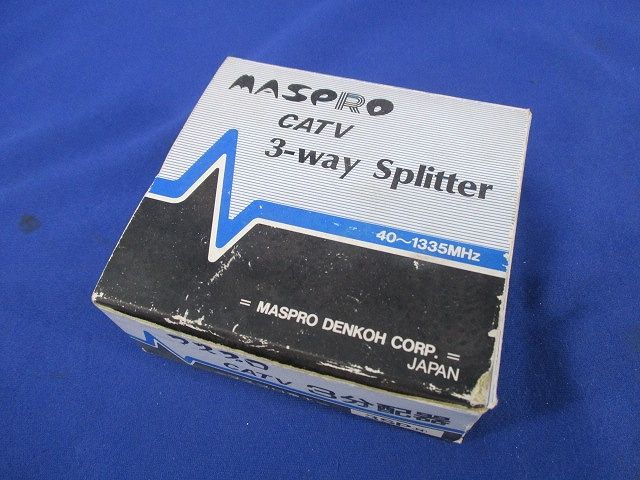 MASPRO
CATV
3-way Splitter
40～1335MHz
= MASPRO DENKOH CORP. =
JAPAN
マスプロ
CATV 3分配器